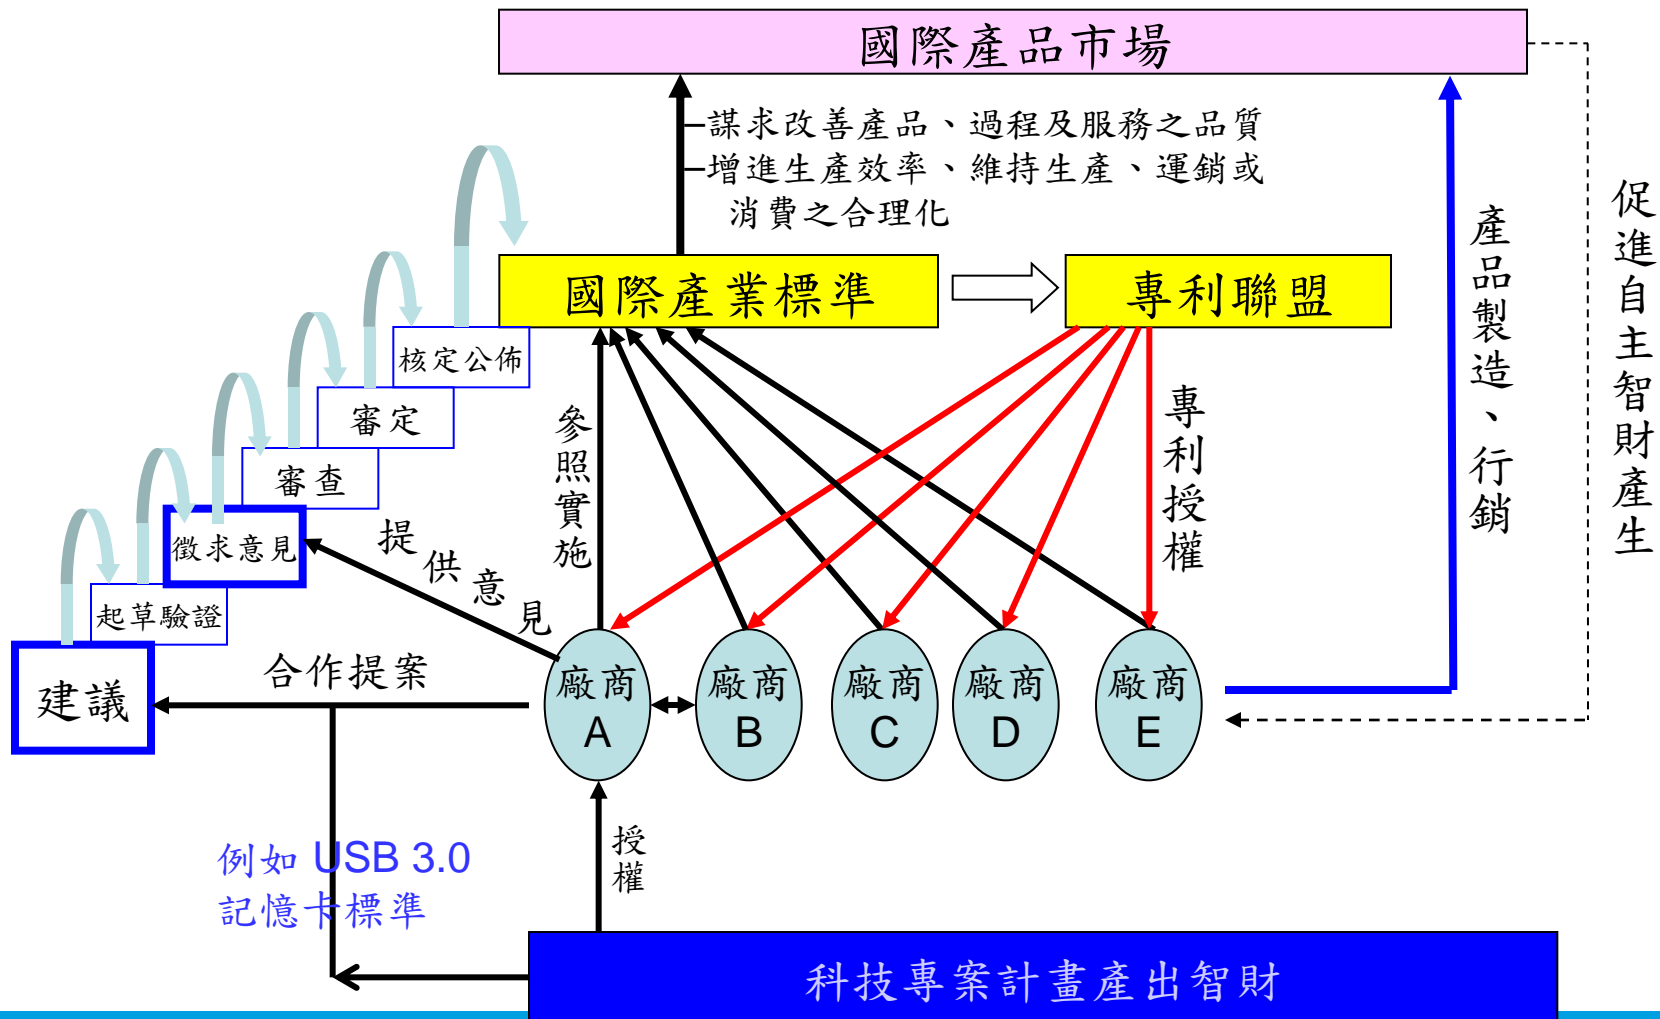 國際產品市場
–謀求改善產品、過程及服務之品質
–增進生產效率、維持生產、運銷或
消費之合理化
國際產業標準
專利聯盟
核定公佈
審定
審查
徵求意見
起草驗證
建議
提供意見
合作提案
參照實施
專利授權
產品製造、行銷
促進自主智財產生
廠商
A
廠商
B
廠商
C
廠商
D
廠商
E
授權
例如 USB 3.0
記憶卡標準
科技專案計畫產出智財